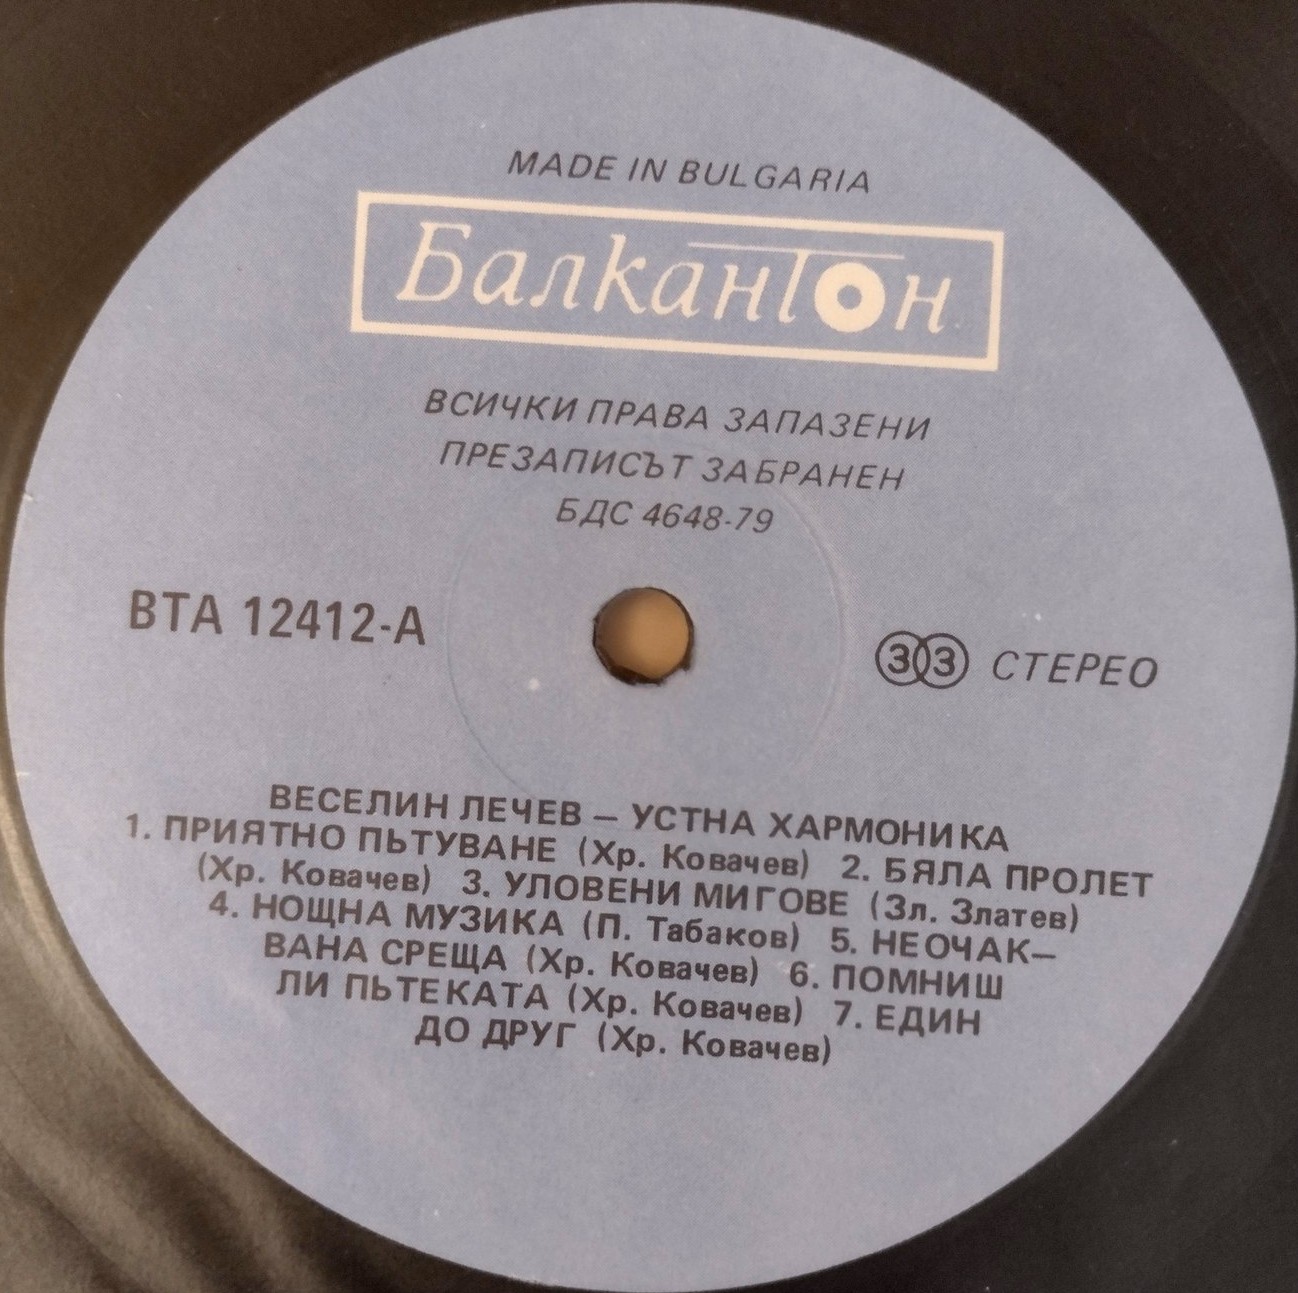 MADE IN BULGARIA
Балкантон
ВСИЧКИ ПРАВА ЗАПАЗЕНИ
ПРЕЗАПИСЪТ ЗАБРАНЕН
БДС 4648-79
ВТА 12412-А
33 СТЕРЕО
ВЕСЕЛИН ЛЕЧЕВ – УСТНА ХАРМОНИКА
1. ПРИЯТНО ПЬТУВАНЕ (Хр. Ковачев) 2. БЯЛА ПРОЛЕТ
(Хр. Ковачев) 3. УЛОВЕНИ МИГОВЕ (Зл. Златев)
4. НОЩНА МУЗИКА (П. Табаков) 5. НЕОЧАК–
ВАНА СРЕЩА (Хр. Ковачев) 6. ПОМНИШ
ЛИ ПЬТЕКАТА (Хр. Ковачев) 7. ЕДИН
ДО ДРУГ (Хр. Ковачев)